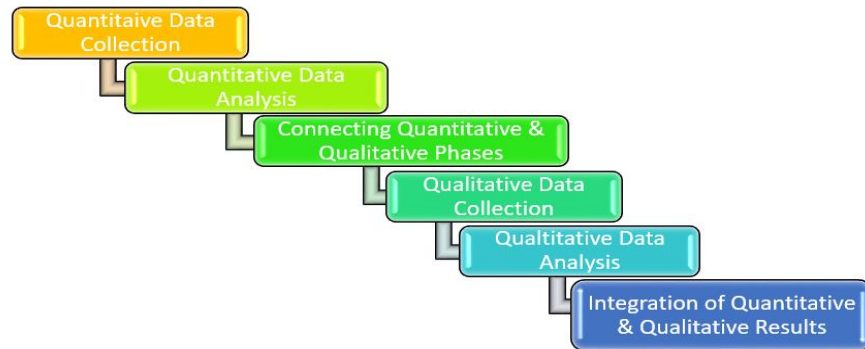 Quantitaive Data
Collection
Quantitative Data
Analysis
Connecting Quantitative &
Qualitative Phases
Qualitative Data
Collection
Qualtitative Data
Analysis
Integration of Quantitative
& Qualitative Results